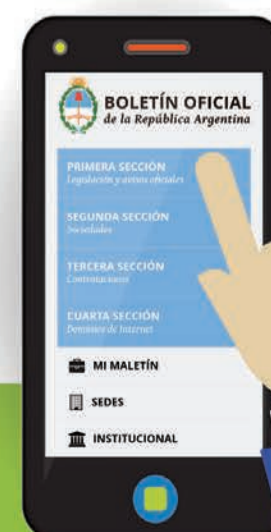 BOLETÍN OFICIAL
de la República Argentina
PRIMERA SECCIÓN
Legislación y avisos oficiales
SEGUNDA SECCIÓN
Sociedades
TERCERA SECCIÓN
Contrataciones
CUARTA SECCIÓN
Dominios de Internet
MI MALETÍN
SEDES
INSTITUCIONAL